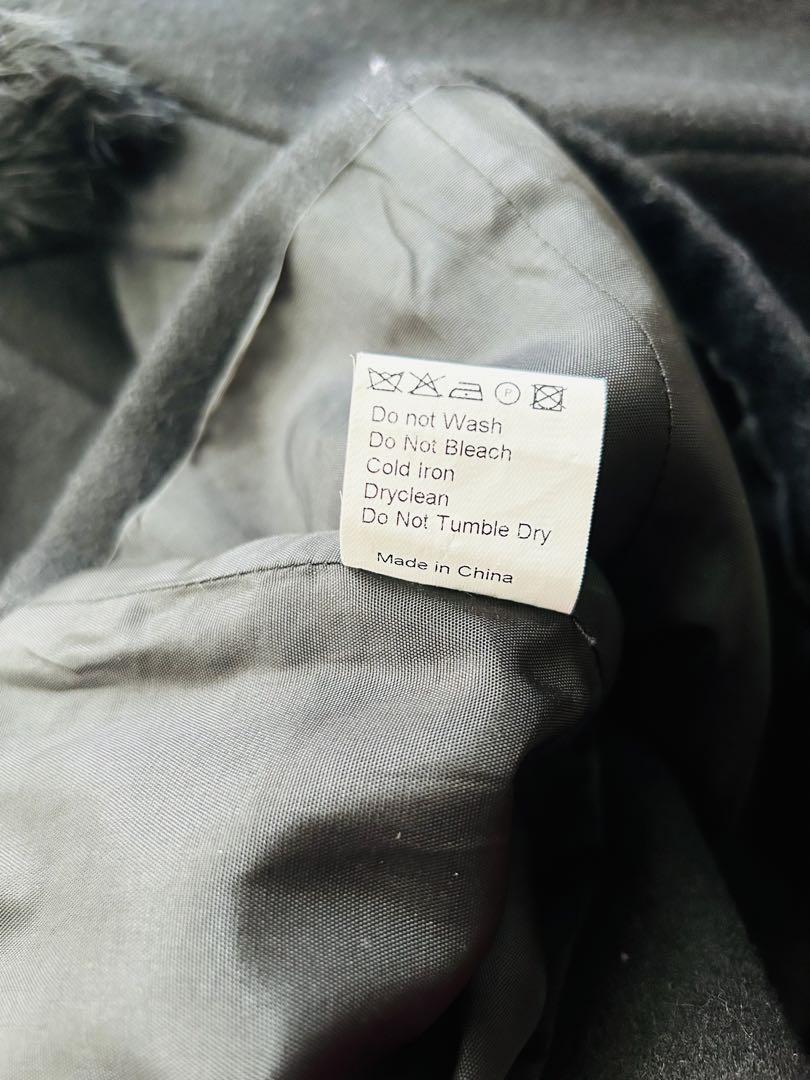 P
Do not Wash
Do Not Bleach
Cold iron
Dryclean
Do Not Tumble Dry
Made in China